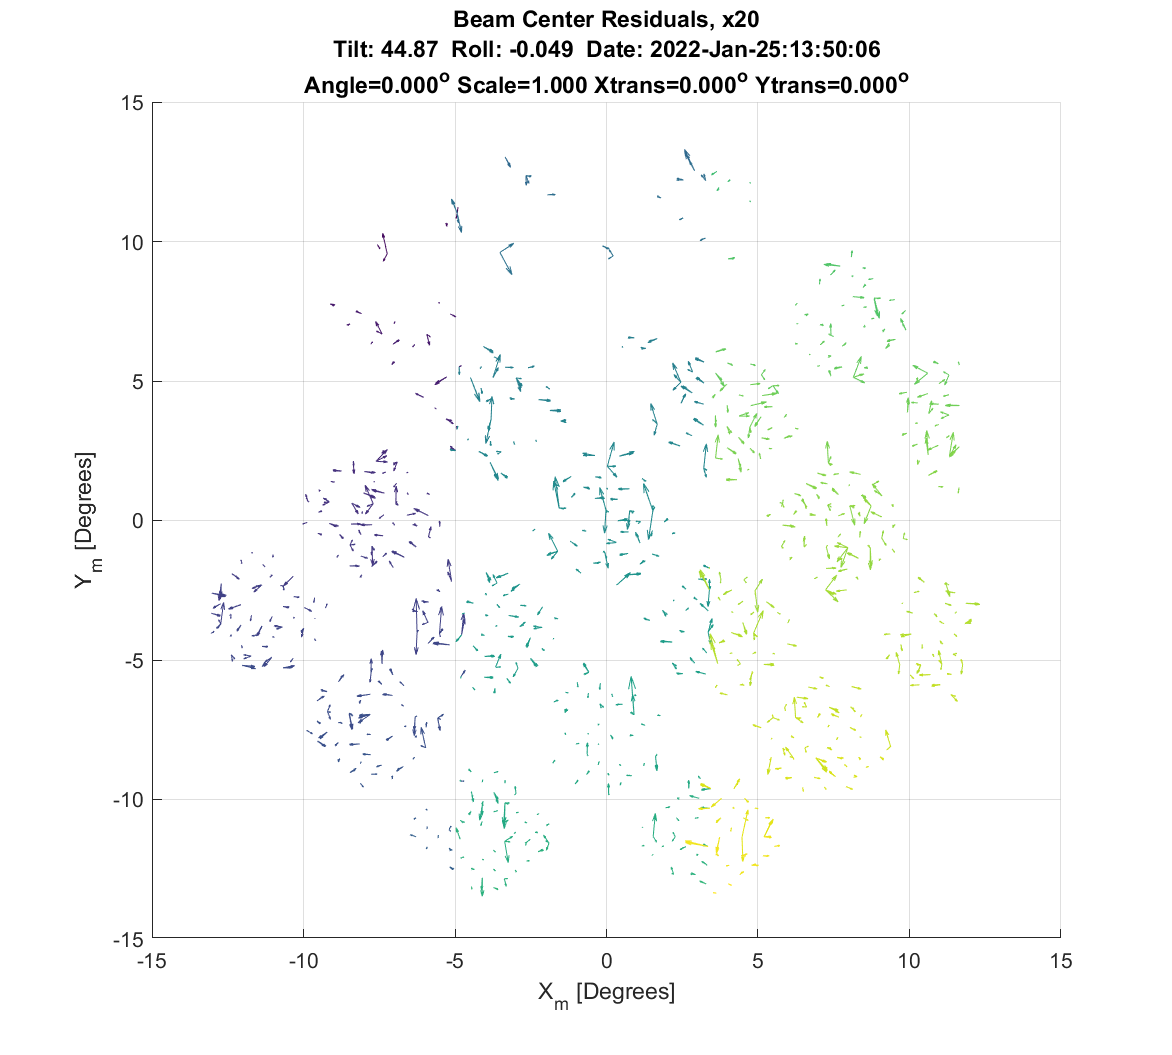 Beam Center Residuals, x20
Tilt: 44.87 Roll: -0.049 Date: 2022-Jan-25:13:50:06
Angle=0.000° Scale=1.000 Xtrans=0.000° Ytrans=0.000°
15
10
5
0
-5
-10
-15
Y_m [Degrees]
-15 -10 -5 0 5 10 15
X_m [Degrees]